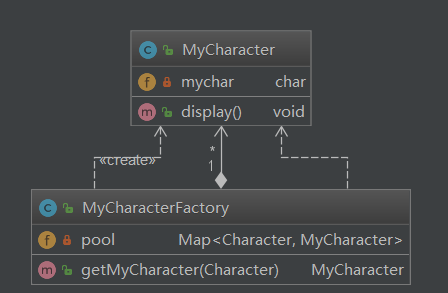 MyCharacter
mychar char
display() void
«create»
*
1
MyCharacterFactory
pool Map<Character, MyCharacter>
getMyCharacter(Character) MyCharacter